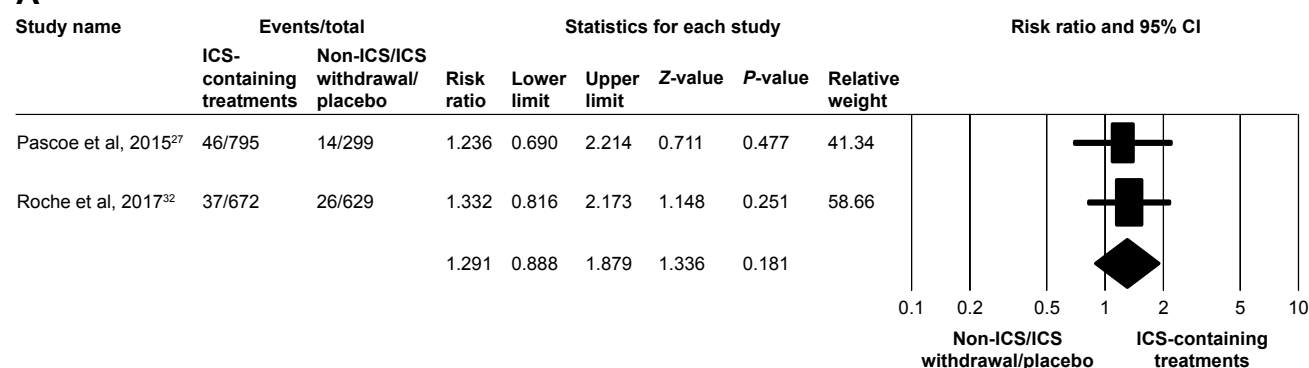 A
Study name Events/total Statistics for each study Risk ratio and 95% CI
ICS-containing treatments Non-ICS/ICS withdrawal/placebo Risk ratio Lower limit Upper limit Z-value P-value Relative weight
Pascoe et al, 2015²⁷ 46/795 14/299 1.236 0.690 2.214 0.711 0.477 41.34
Roche et al, 2017³² 37/672 26/629 1.332 0.816 2.173 1.148 0.251 58.66
1.291 0.888 1.879 1.336 0.181
0.1 0.2 0.5 1 2 5 10
Non-ICS/ICS ICS-containing
withdrawal/placebo treatments